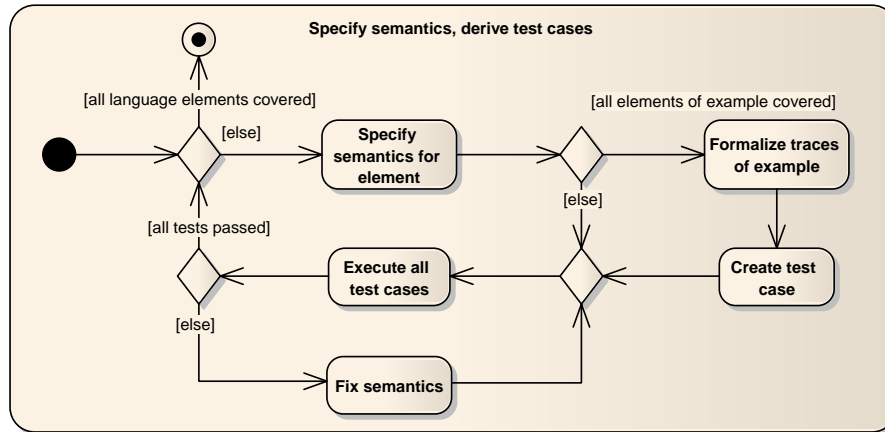 Specify semantics, derive test cases
[all language elements covered]
[all elements of example covered]
[else]
Specify
semantics for
element
Formalize traces
of example
[else]
[all tests passed]
Execute all
test cases
Create test
case
[else]
Fix semantics